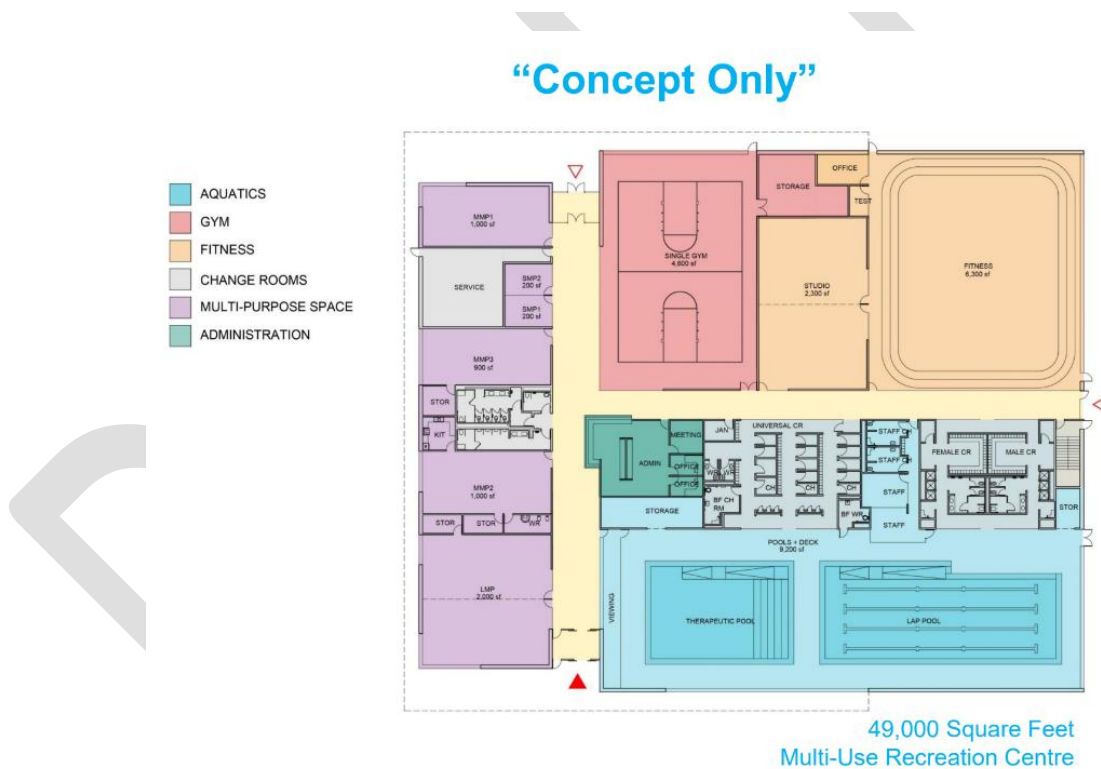 “Concept Only”
AQUATICS
GYM
FITNESS
CHANGE ROOMS
MULTI-PURPOSE SPACE
ADMINISTRATION
MMP1
1,000 sf
SERVICE
SMP2
200 sf
SMP1
200 sf
MMP3
900 sf
STOR
KIT
MMP2
1,000 sf
STOR
STOR
WR
LMP
2,000 sf
SINGLE GYM
4,600 sf
STORAGE
OFFICE
TEST
STUDIO
2,300 sf
FITNESS
6,300 sf
ADMIN
MEETING
OFFICE
OFFICE
STORAGE
JAN
UNIVERSAL CR
WR
WR
BF CH
RM
CH
CH
CH
BF WR
STAFF CH
STAFF CH
STAFF
STAFF
FEMALE CR
MALE CR
STOR
POOLS + DECK
9,200 sf
VIEWING
THERAPEUTIC POOL
LAP POOL
49,000 Square Feet
Multi-Use Recreation Centre